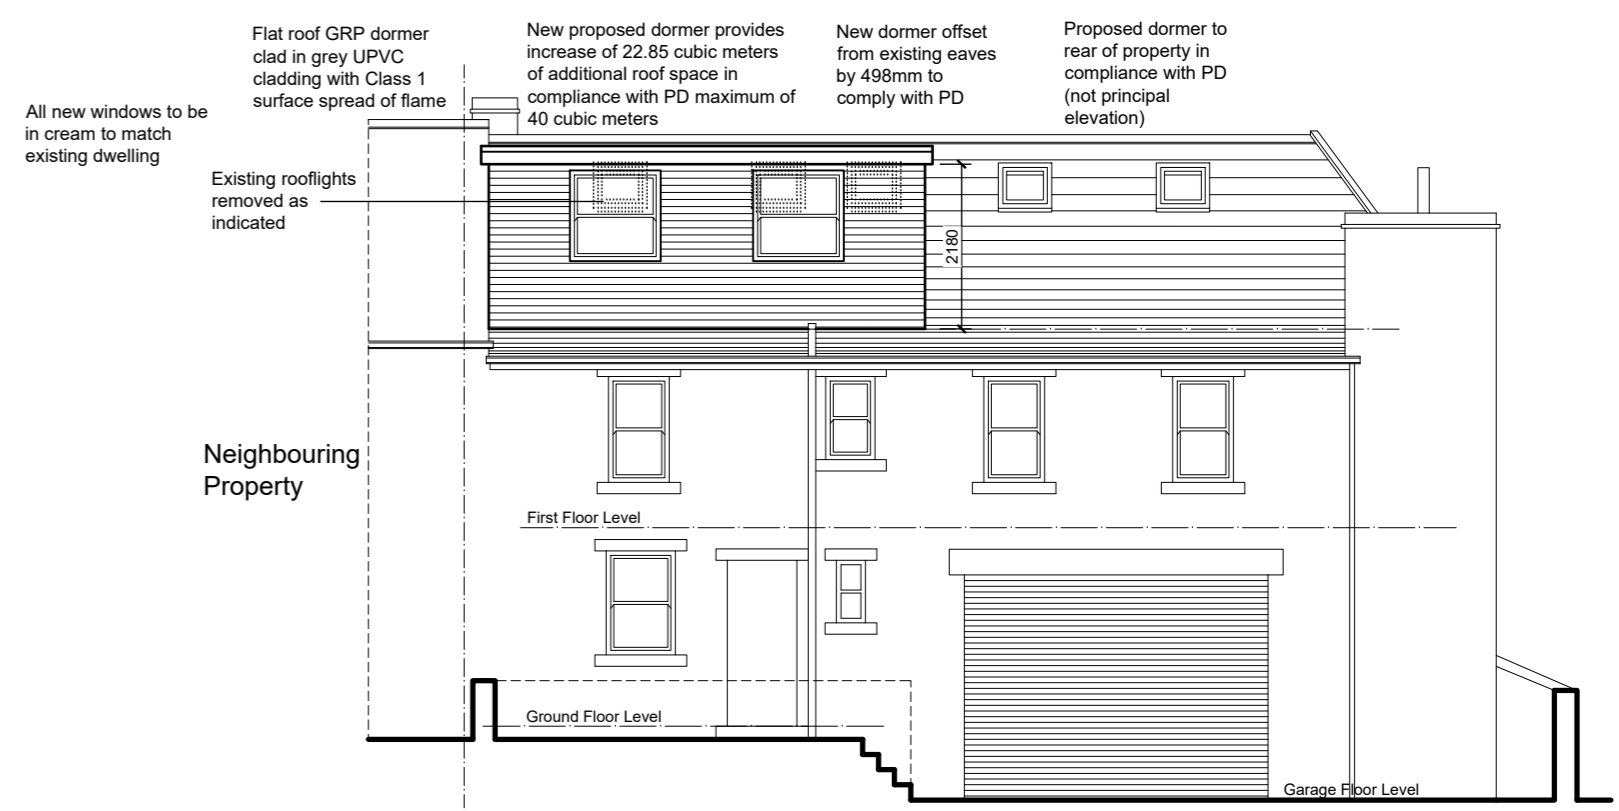 Flat roof GRP dormer
clad in grey UPVC
cladding with Class 1
surface spread of flame
New proposed dormer provides
increase of 22.85 cubic meters
of additional roof space in
compliance with PD maximum of
40 cubic meters
New dormer offset
from existing eaves
by 498mm to
comply with PD
Proposed dormer to
rear of property in
compliance with PD
(not principal
elevation)
All new windows to be
in cream to match
existing dwelling
Existing rooflights
removed as
indicated
2180
Neighbouring
Property
First Floor Level
Ground Floor Level
Garage Floor Level